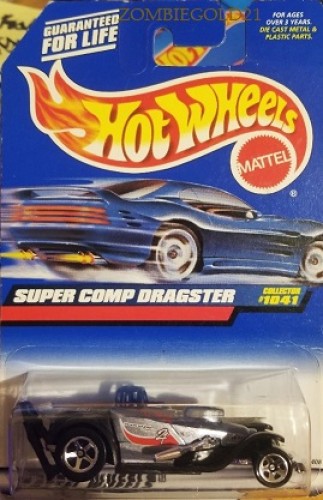 ZOMBIEGOLD21
GUARANTEED
FOR LIFE
FOR AGES
OVER 3 YEARS.
DIE CAST METAL &
PLASTIC PARTS.
HOT WHEELS
MATTEL
®
SUPER COMP DRAGSTER
COLLECTOR
#1041